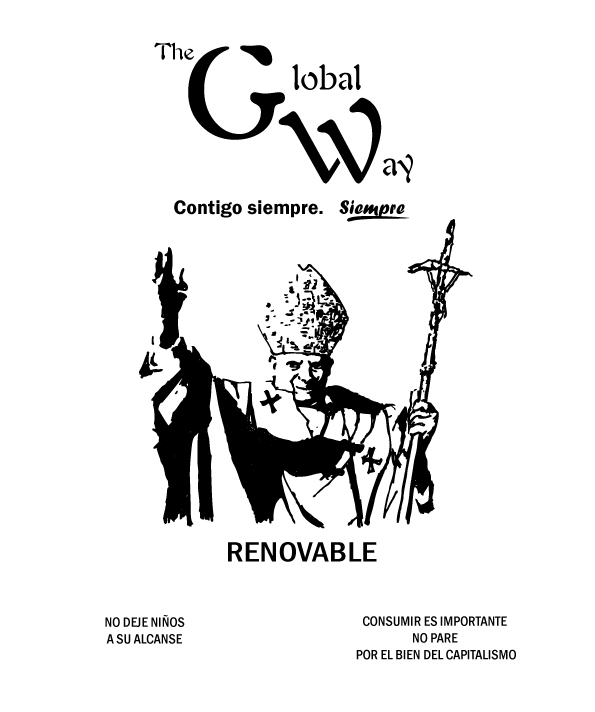 The Global
Way
Contigo siempre. Siempre
RENOVABLE
NO DEJE NIÑOS
A SU ALCANSE
CONSUMIR ES IMPORTANTE
NO PARE
POR EL BIEN DEL CAPITALISMO